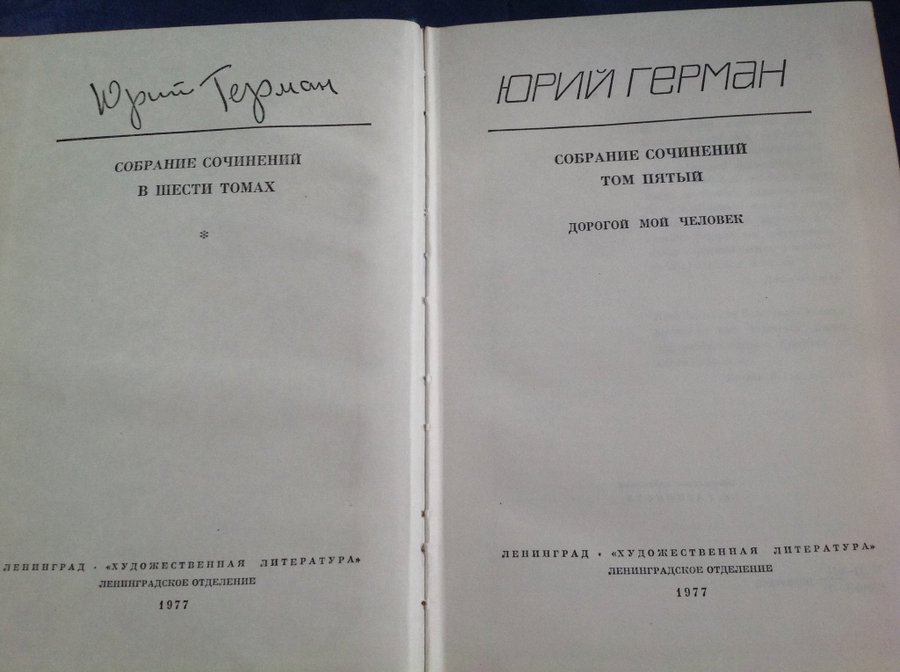 Юрий Герман
СОБРАНИЕ СОЧИНЕНИЙ
В ШЕСТИ ТОМАХ
*
ЛЕНИНГРАД · «ХУДОЖЕСТВЕННАЯ ЛИТЕРАТУРА»
ЛЕНИНГРАДСКОЕ ОТДЕЛЕНИЕ
1977
ЮРИЙ ГЕРМАН
СОБРАНИЕ СОЧИНЕНИЙ
ТОМ ПЯТЫЙ
ДОРОГОЙ МОЙ ЧЕЛОВЕК
ЛЕНИНГРАД · «ХУДОЖЕСТВЕННАЯ ЛИТЕРАТУРА»
ЛЕНИНГРАДСКОЕ ОТДЕЛЕНИЕ
1977